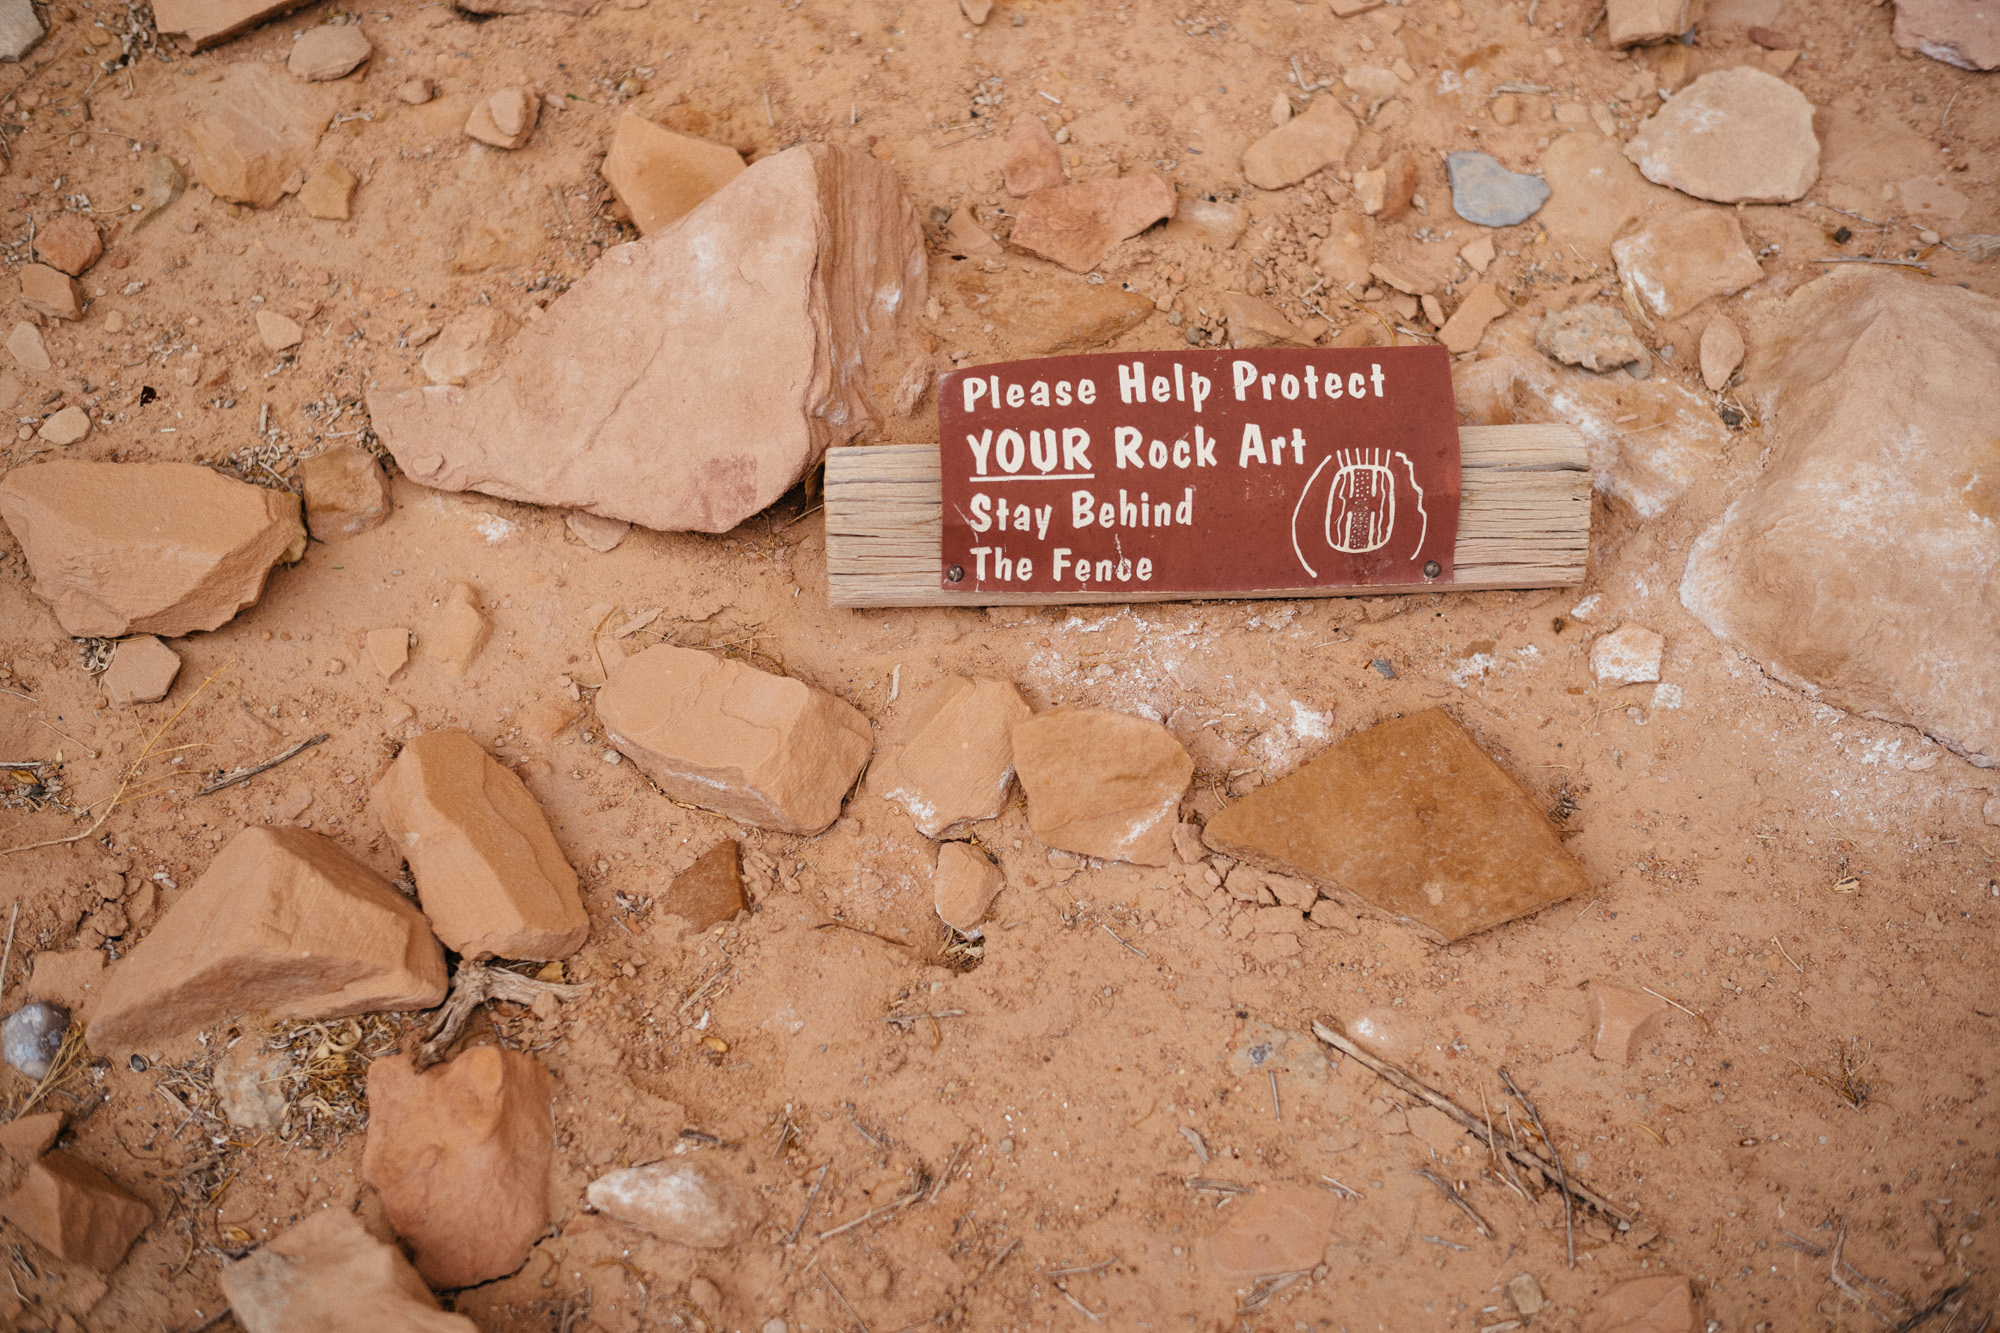 Please Help Protect
YOUR Rock Art
Stay Behind
The Fence